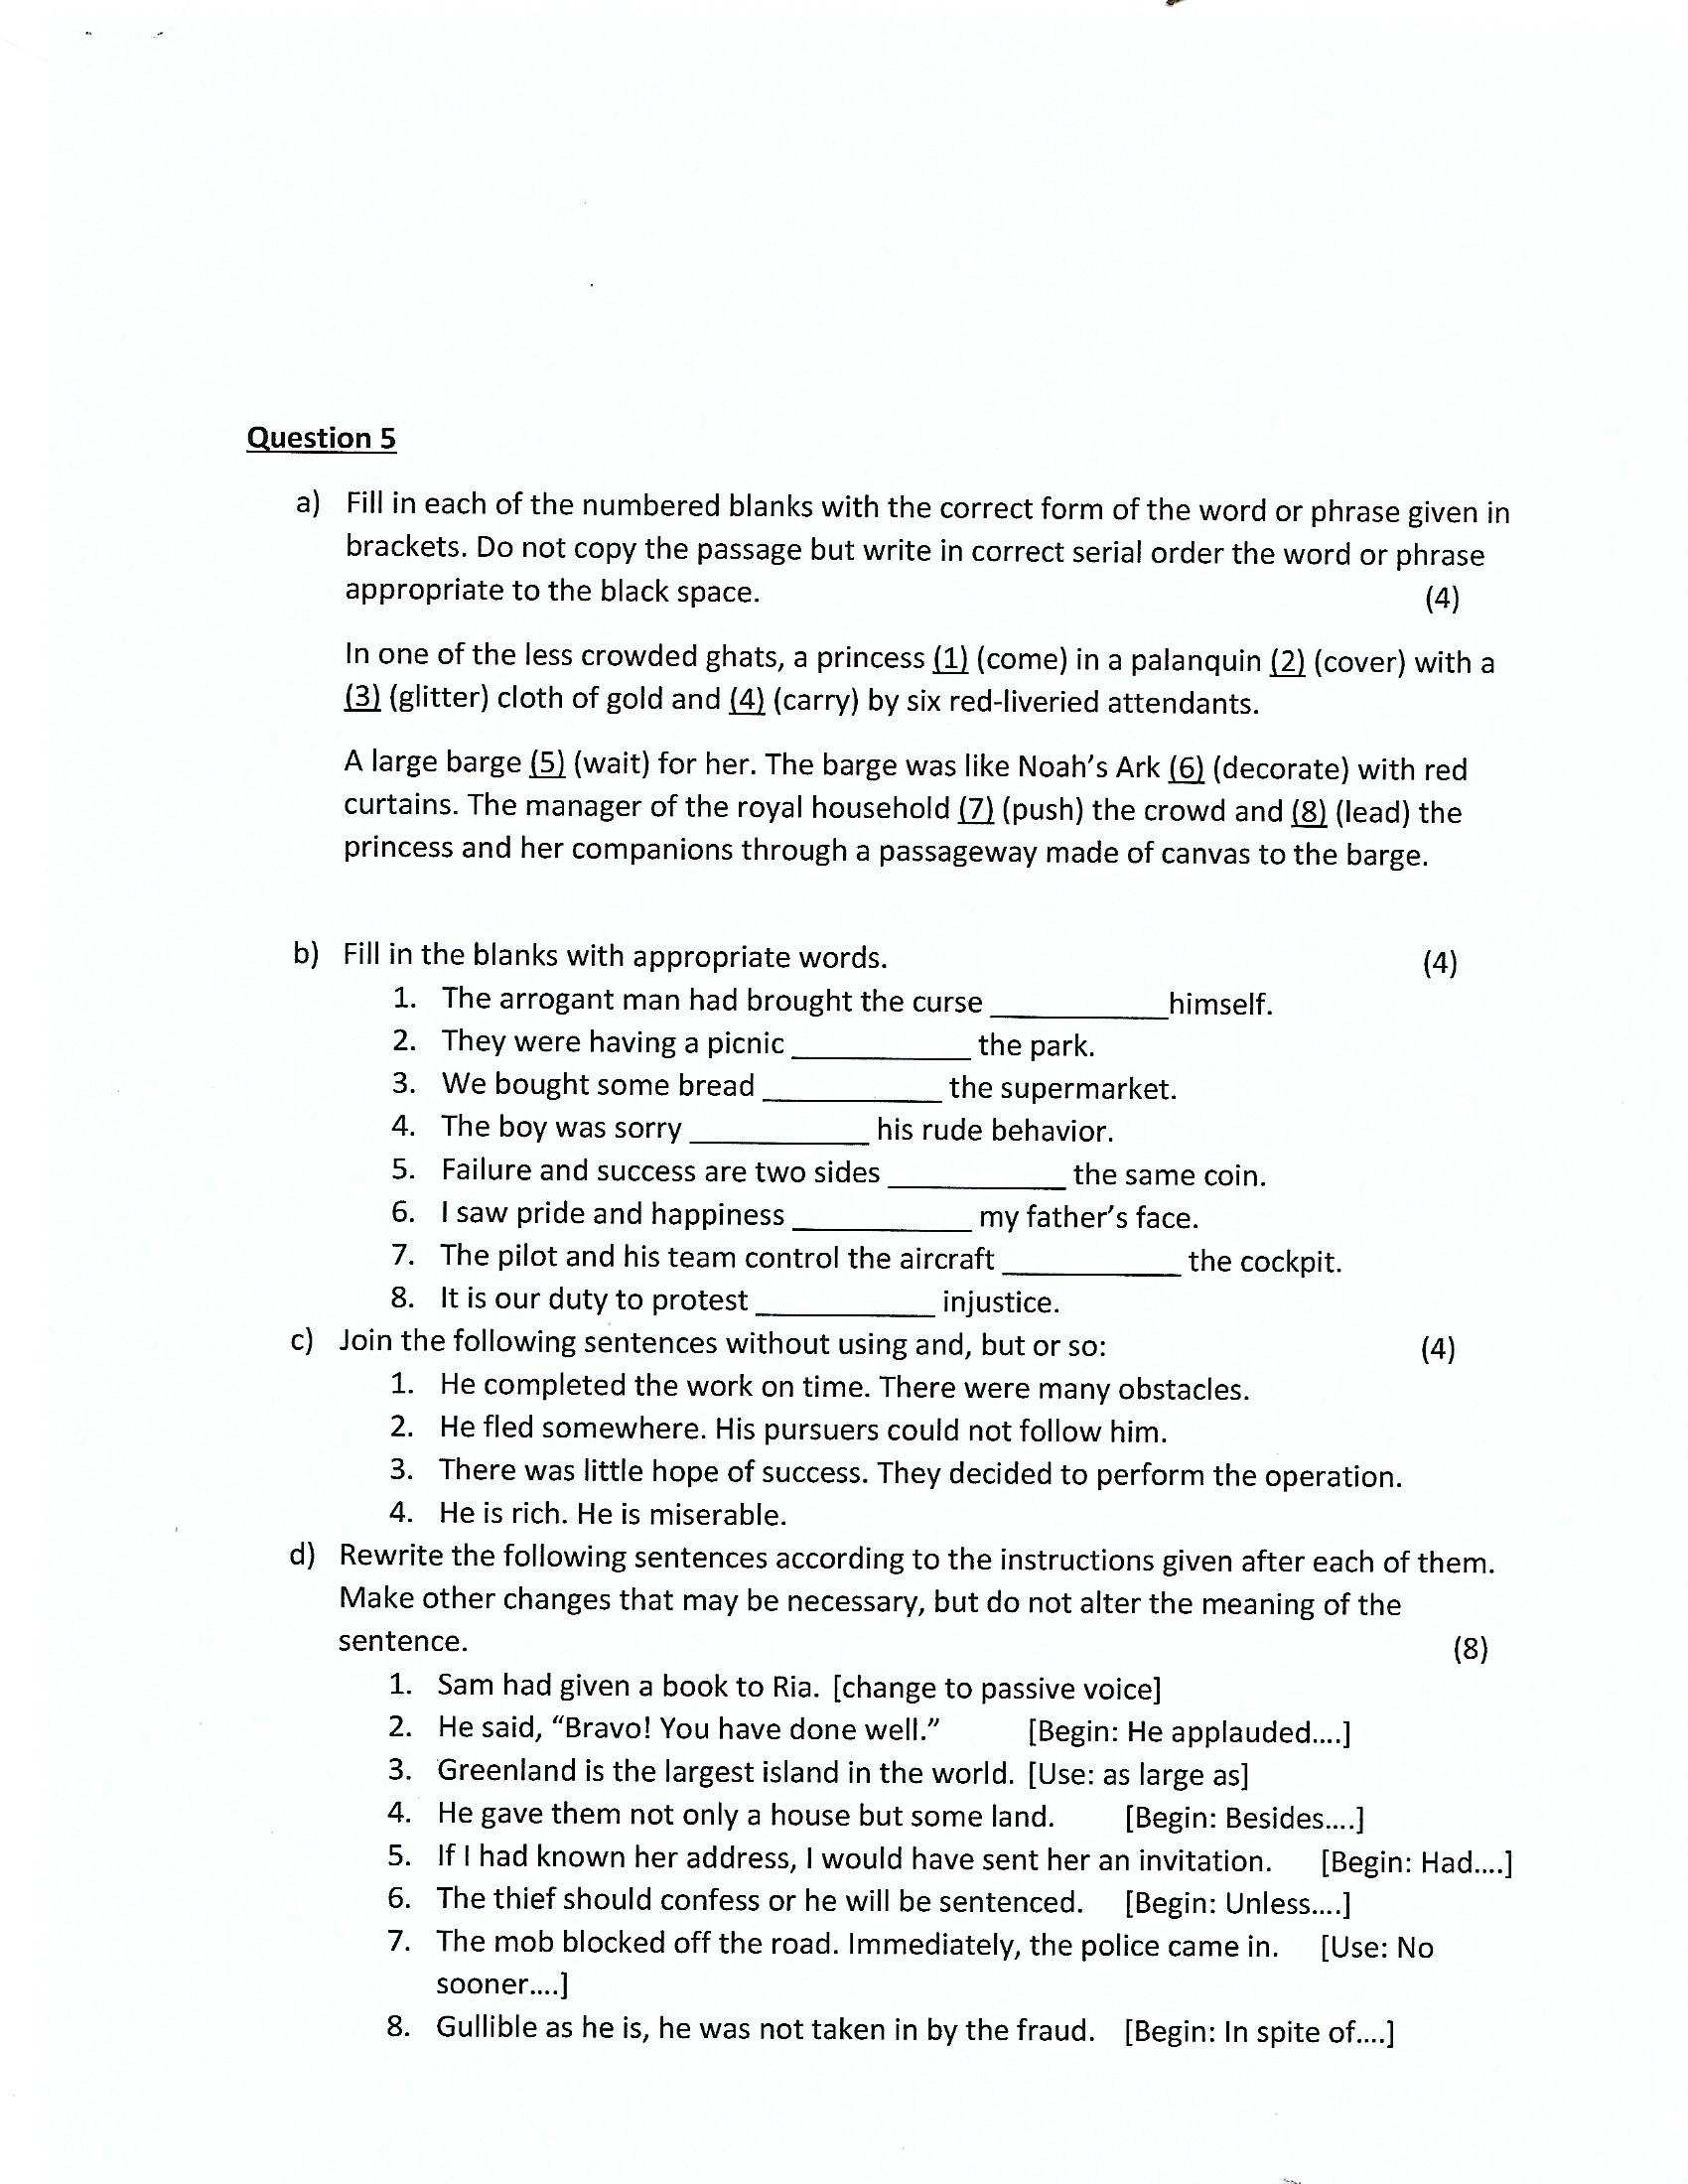 Question 5
a) Fill in each of the numbered blanks with the correct form of the word or phrase given in
brackets. Do not copy the passage but write in correct serial order the word or phrase
appropriate to the black space. (4)
In one of the less crowded ghats, a princess (1) (come) in a palanquin (2) (cover) with a
(3) (glitter) cloth of gold and (4) (carry) by six red-liveried attendants.
A large barge (5) (wait) for her. The barge was like Noah's Ark (6) (decorate) with red
curtains. The manager of the royal household (7) (push) the crowd and (8) (lead) the
princess and her companions through a passageway made of canvas to the barge.
b) Fill in the blanks with appropriate words. (4)
1. The arrogant man had brought the curse ___________himself.
2. They were having a picnic ___________ the park.
3. We bought some bread ___________ the supermarket.
4. The boy was sorry ___________ his rude behavior.
5. Failure and success are two sides ___________ the same coin.
6. I saw pride and happiness ___________ my father's face.
7. The pilot and his team control the aircraft ___________ the cockpit.
8. It is our duty to protest ___________ injustice.
c) Join the following sentences without using and, but or so: (4)
1. He completed the work on time. There were many obstacles.
2. He fled somewhere. His pursuers could not follow him.
3. There was little hope of success. They decided to perform the operation.
4. He is rich. He is miserable.
d) Rewrite the following sentences according to the instructions given after each of them.
Make other changes that may be necessary, but do not alter the meaning of the
sentence. (8)
1. Sam had given a book to Ria. [change to passive voice]
2. He said, “Bravo! You have done well.” [Begin: He applauded....]
3. Greenland is the largest island in the world. [Use: as large as]
4. He gave them not only a house but some land. [Begin: Besides....]
5. If I had known her address, I would have sent her an invitation. [Begin: Had....]
6. The thief should confess or he will be sentenced. [Begin: Unless....]
7. The mob blocked off the road. Immediately, the police came in. [Use: No
sooner....]
8. Gullible as he is, he was not taken in by the fraud. [Begin: In spite of....]